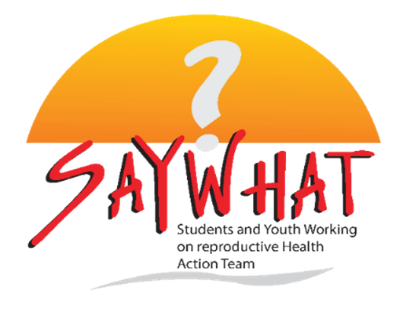 ?
SAYWHAT
Students and Youth Working
on reproductive Health
Action Team